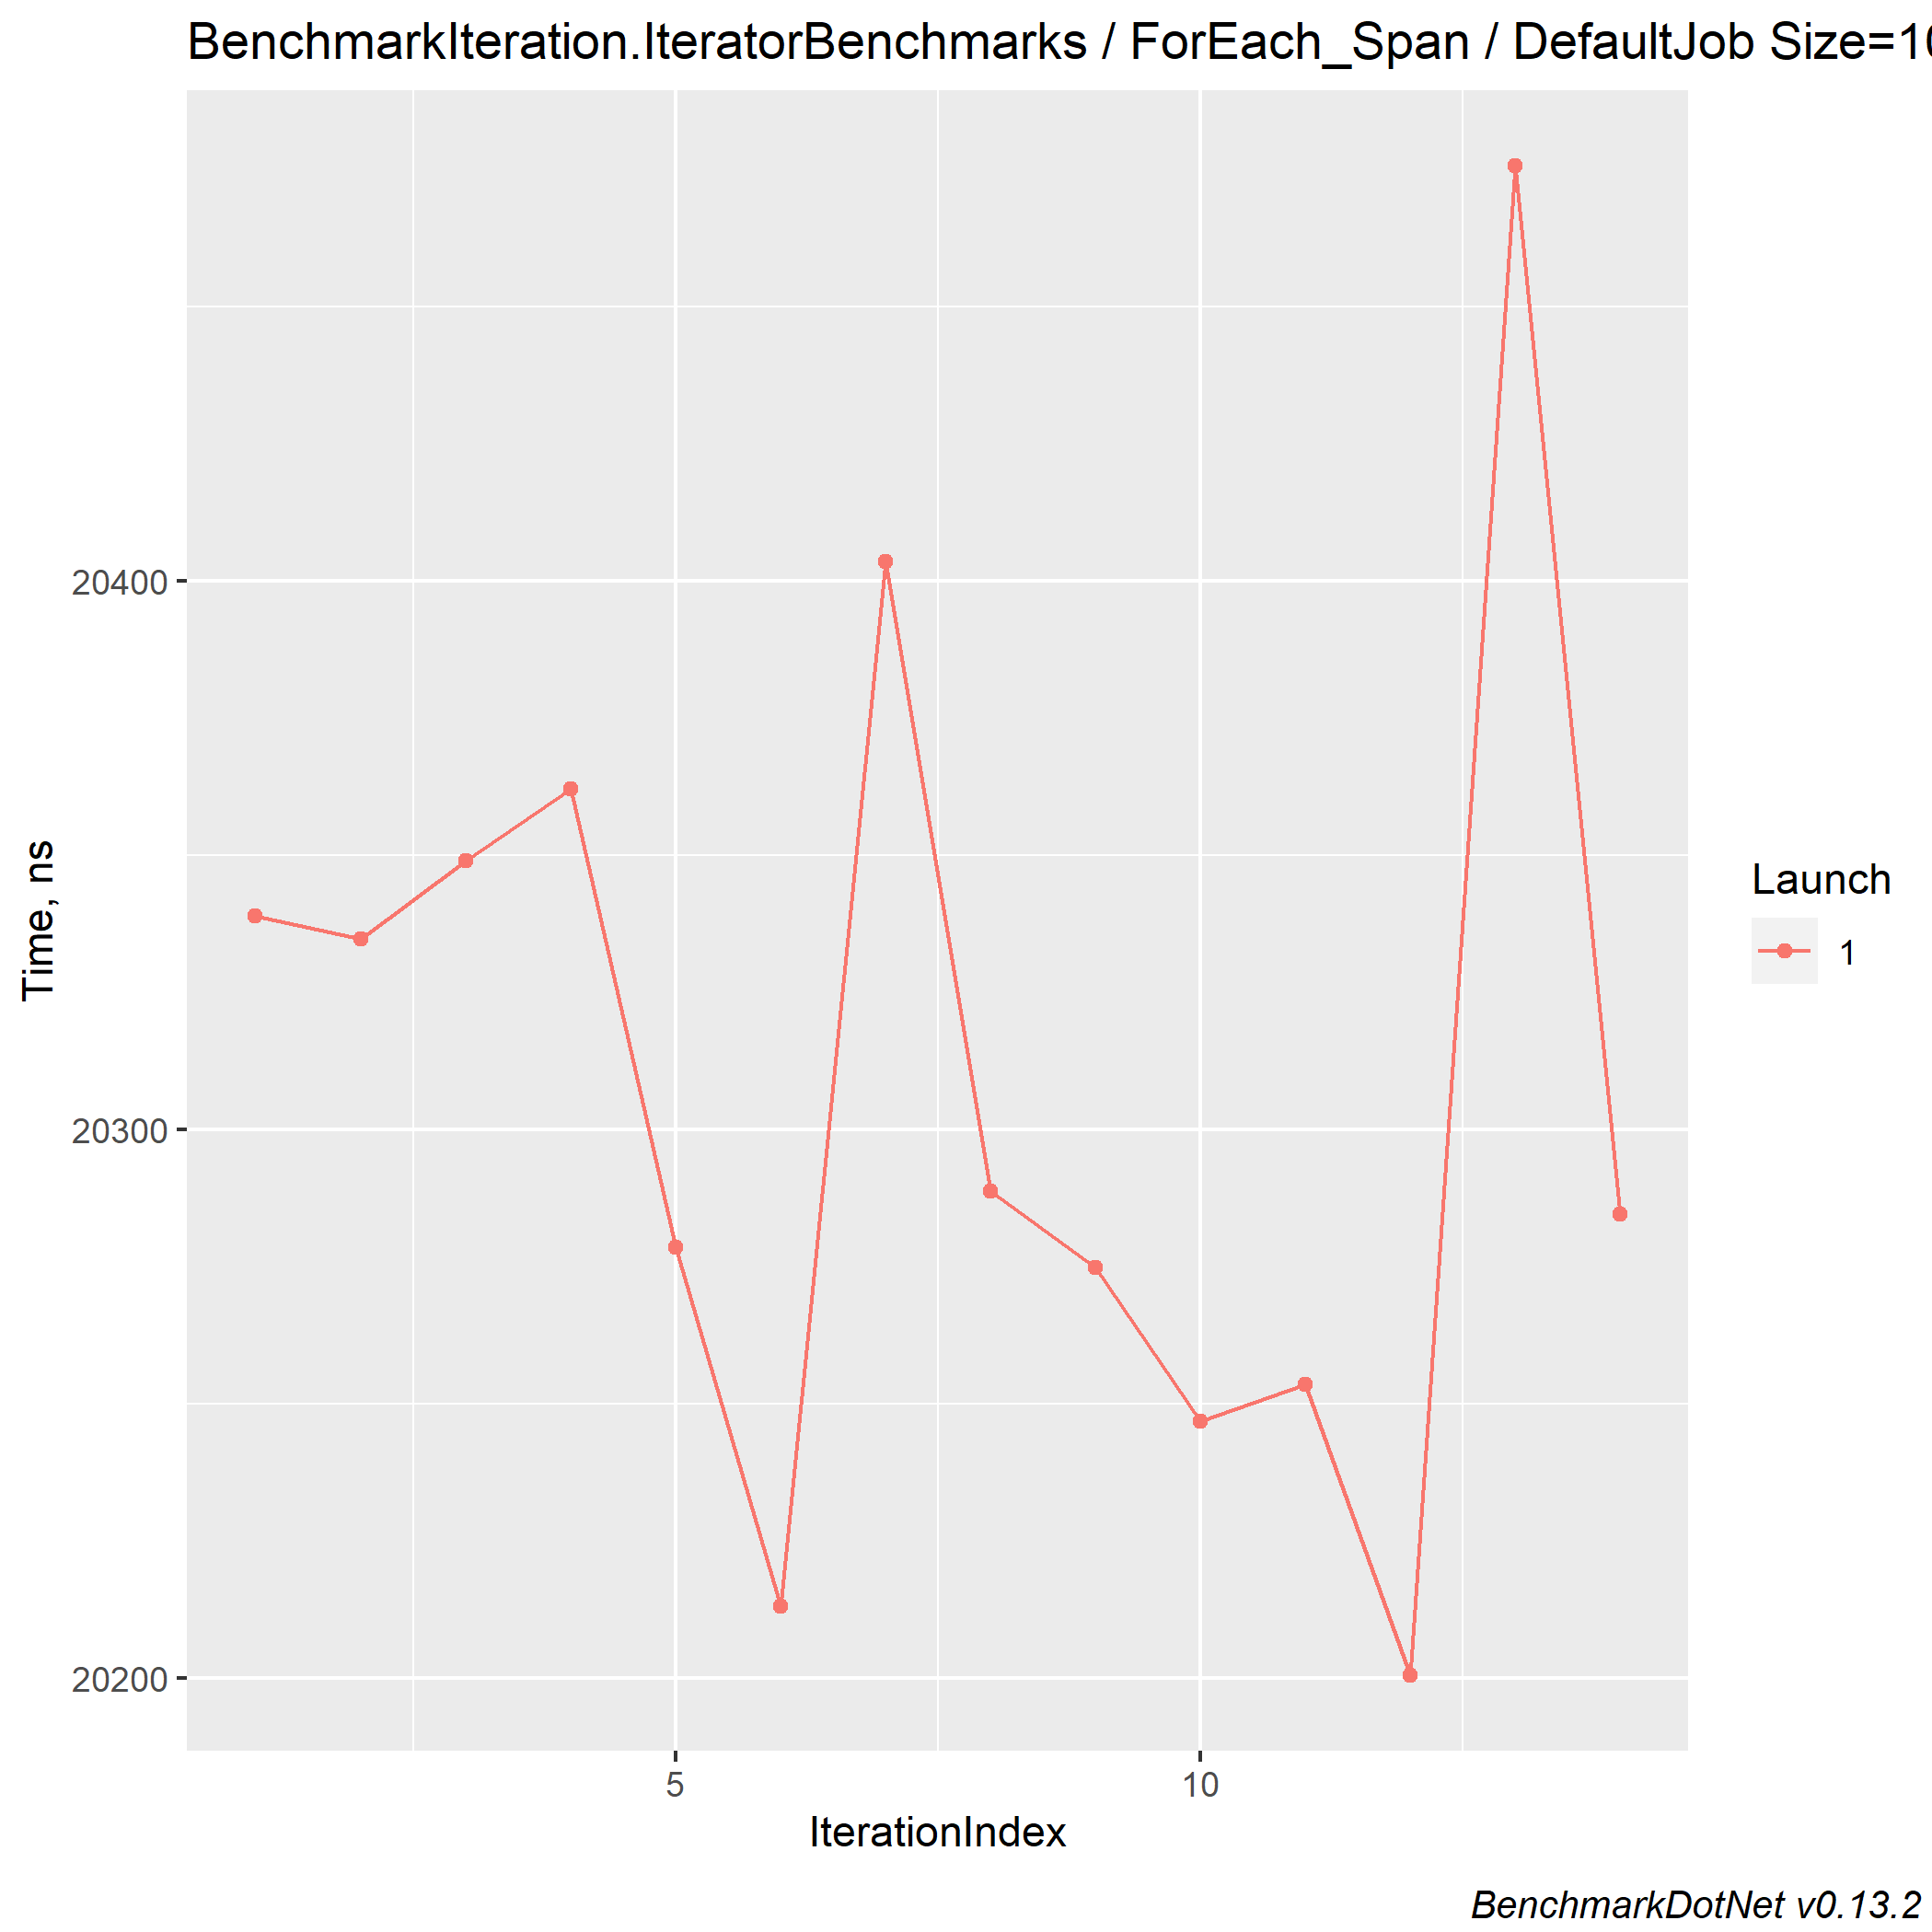 BenchmarkIteration.IteratorBenchmarks / ForEach_Span / DefaultJob Size=10
Time, ns
20400
20300
20200
5
10
IterationIndex
Launch
1
BenchmarkDotNet v0.13.2